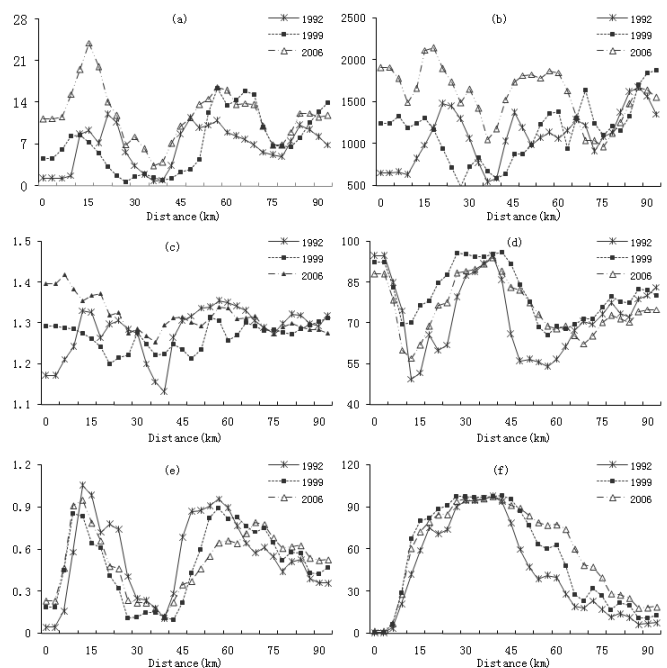 (a)
1992
1999
2006
28
21
14
7
0
0 15 30 45 60 75 90
Distance(km)
(b)
1992
1999
2006
2500
2000
1500
1000
500
0 15 30 45 60 75 90
Distance(km)
(c)
1992
1999
2006
1.5
1.4
1.3
1.2
1.1
0 15 30 45 60 75 90
Distance(km)
(d)
1992
1999
2006
100
85
70
55
40
0 15 30 45 60 75 90
Distance(km)
(e)
1992
1999
2006
1.2
0.9
0.6
0.3
0
0 15 30 45 60 75 90
Distance(km)
(f)
1992
1999
2006
120
90
60
30
0
0 15 30 45 60 75 90
Distance(km)